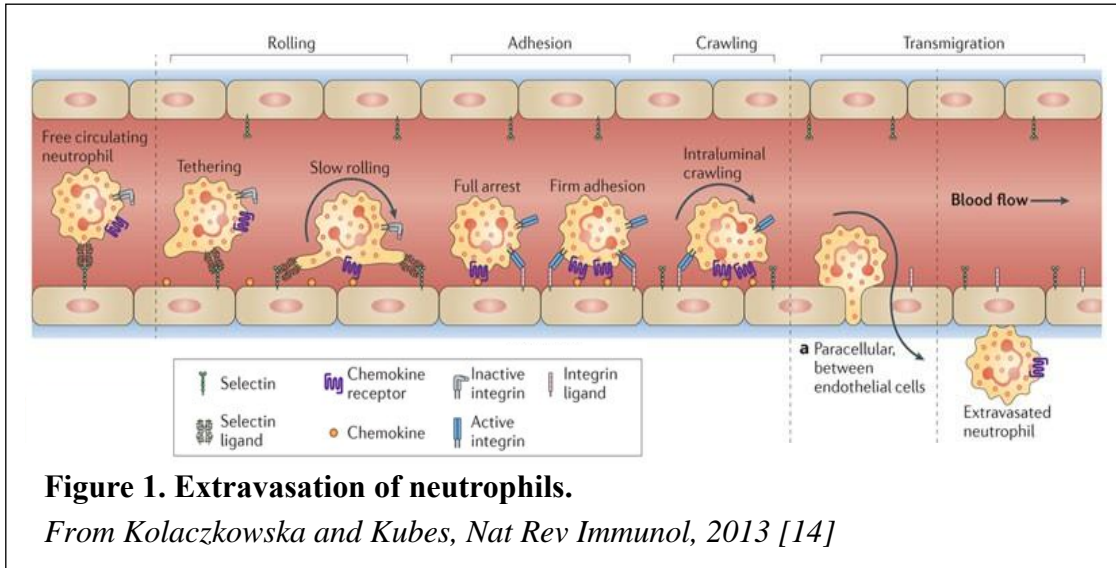 Rolling
Adhesion
Crawling
Transmigration
Free circulating
neutrophil
Tethering
Slow rolling
Full arrest
Firm adhesion
Intraluminal
crawling
Blood flow
a Paracellular,
between
endothelial cells
Extravasated
neutrophil
Selectin
Chemokine
receptor
Inactive
integrin
Integrin
ligand
Selectin
ligand
Chemokine
Active
integrin
Figure 1. Extravasation of neutrophils.
From Kolaczkowska and Kubes, Nat Rev Immunol, 2013 [14]